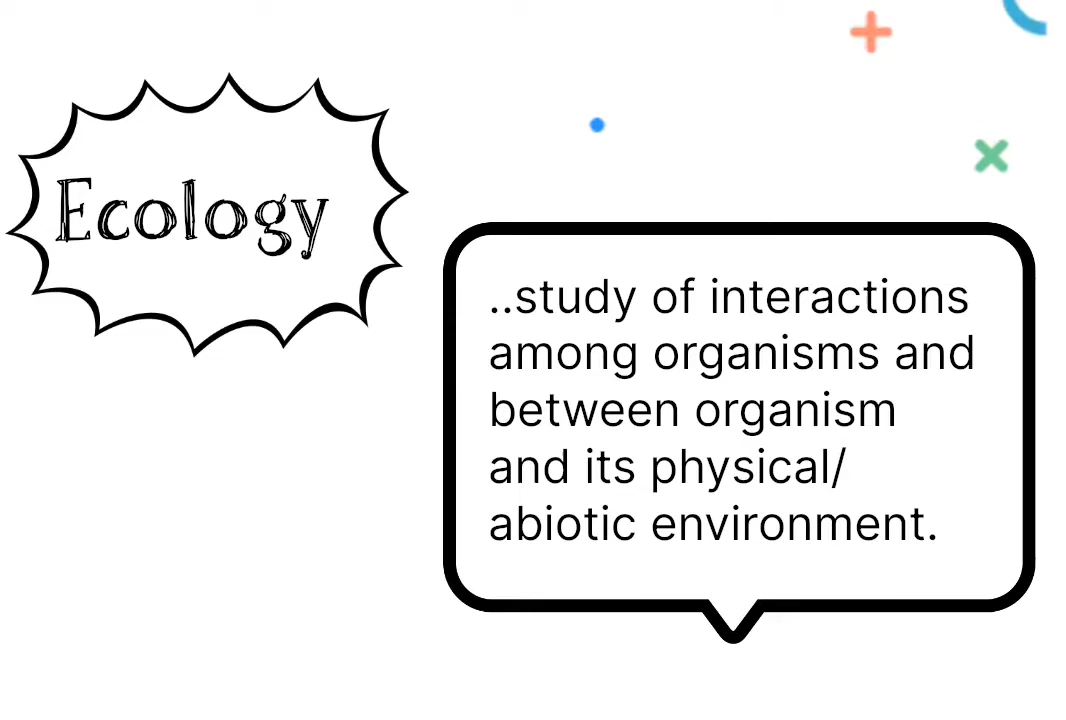 Ecology
..study of interactions
among organisms and
between organism
and its physical/
abiotic environment.